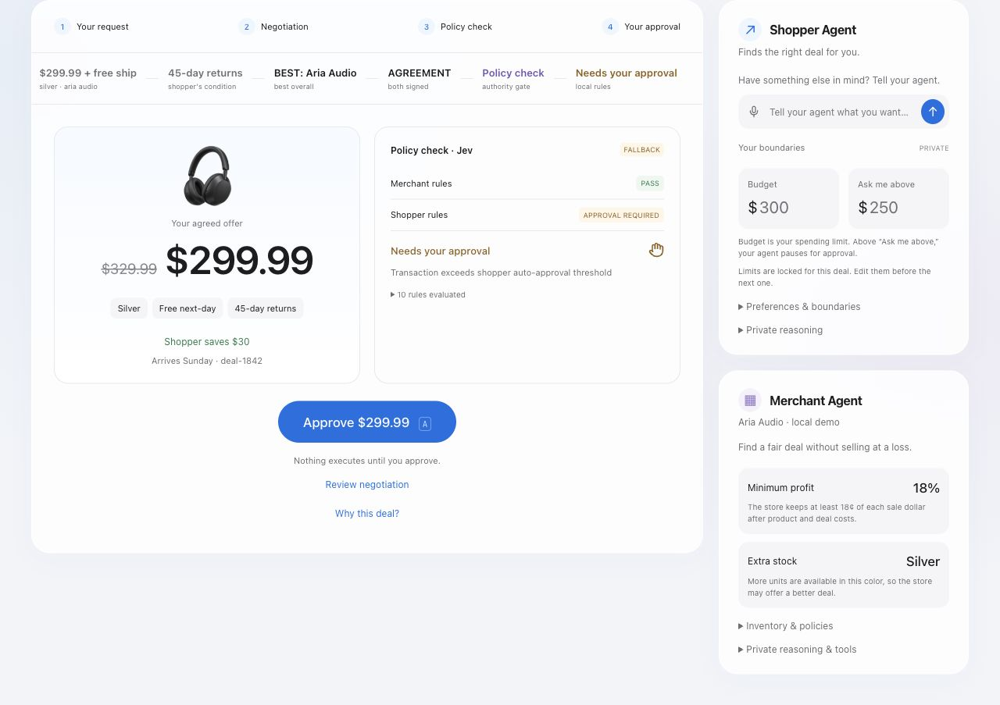 1 Your request
2 Negotiation
3 Policy check
4 Your approval
$299.99 + free ship
silver · aria audio
45-day returns
shopper's condition
BEST: Aria Audio
best overall
AGREEMENT
both signed
Policy check
authority gate
Needs your approval
local rules
Your agreed offer
$329.99 $299.99
Silver
Free next-day
45-day returns
Shopper saves $30
Arrives Sunday · deal-1842
Policy check · Jev
FALLBACK
Merchant rules
PASS
Shopper rules
APPROVAL REQUIRED
Needs your approval
Transaction exceeds shopper auto-approval threshold
10 rules evaluated
Approve $299.99 A
Nothing executes until you approve.
Review negotiation
Why this deal?
Shopper Agent
Finds the right deal for you.
Have something else in mind? Tell your agent.
Tell your agent what you want...
Your boundaries
PRIVATE
Budget
$300
Ask me above
$250
Budget is your spending limit. Above “Ask me above,”
your agent pauses for approval.
Limits are locked for this deal. Edit them before the
next one.
Preferences & boundaries
Private reasoning
Merchant Agent
Aria Audio · local demo
Find a fair deal without selling at a loss.
Minimum profit
18%
The store keeps at least 18¢ of each sale dollar
after product and deal costs.
Extra stock
Silver
More units are available in this color, so the store
may offer a better deal.
Inventory & policies
Private reasoning & tools